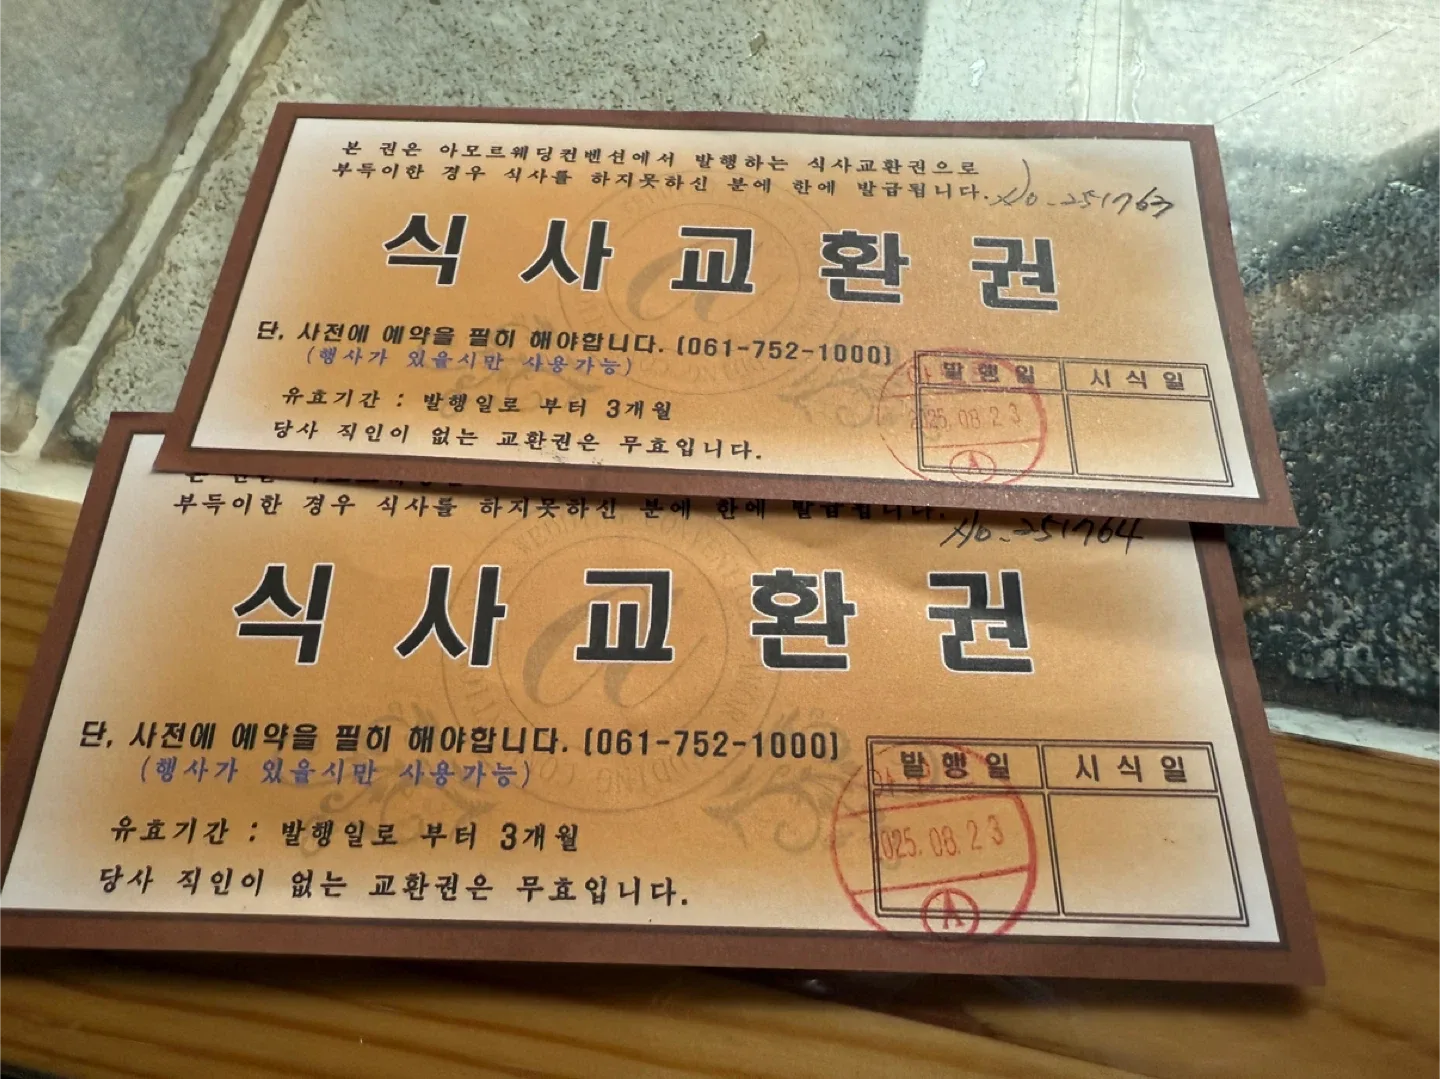 본 권은 아모르웨딩컨벤션에서 발행하는 식사교환권으로
부득이한 경우 식사를 하지못하신 분에 한에 발급됩니다.
No. 251763
식사교환권
단, 사전에 예약을 필히 해야합니다. (061-752-1000)
(행사가 있을시만 사용가능)
발행일 시식일
유효기간 : 발행일로 부터 3개월
2025. 08. 23
당사 직인이 없는 교환권은 무효입니다.
A
부득이한 경우 식사를 하지못하신 분에 한에 발급됩니다.
No. 251764
식사교환권
단, 사전에 예약을 필히 해야합니다. (061-752-1000)
(행사가 있을시만 사용가능)
발행일 시식일
유효기간 : 발행일로 부터 3개월
2025. 08. 23
당사 직인이 없는 교환권은 무효입니다.
A